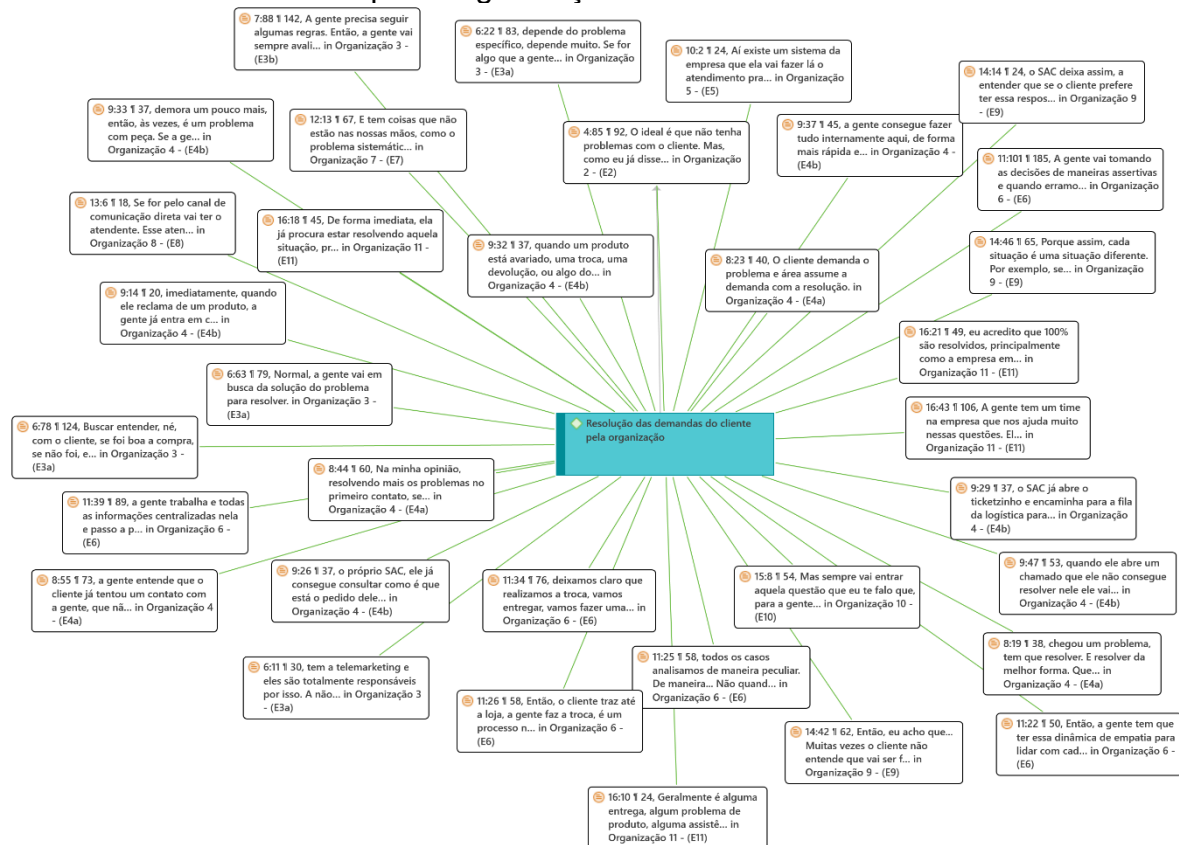 7:88 ¶ 142, A gente precisa seguir
algumas regras. Então, a gente vai
sempre avali... in Organização 3 -
(E3b)
6:22 ¶ 83, depende do problema
específico, depende muito. Se for
algo que a gente... in Organização
3 - (E3a)
10:2 ¶ 24, Aí existe um sistema da
empresa que ela vai fazer lá o
atendimento pra... in Organização
5 - (E5)
14:14 ¶ 24, o SAC deixa assim, a
entender que se o cliente prefere
ter essa respos... in Organização 9
- (E9)
9:33 ¶ 37, demora um pouco mais,
então, às vezes, é um problema
com peça. Se a ge... in
Organização 4 - (E4b)
12:13 ¶ 67, E tem coisas que não
estão nas nossas mãos, como o
problema sistemátic... in
Organização 7 - (E7)
4:85 ¶ 92, O ideal é que não tenha
problemas com o cliente. Mas,
como eu já disse... in Organização
2 - (E2)
9:37 ¶ 45, a gente consegue fazer
tudo internamente aqui, de forma
mais rápida e... in Organização 4 -
(E4b)
11:101 ¶ 185, A gente vai tomando
as decisões de maneiras assertivas
e quando erramo... in Organização
6 - (E6)
13:6 ¶ 18, Se for pelo canal de
comunicação direta vai ter o
atendente. Esse aten... in
Organização 8 - (E8)
16:18 ¶ 45, De forma imediata, ela
já procura estar resolvendo aquela
situação, pr... in Organização 11 -
(E11)
9:32 ¶ 37, quando um produto
está avariado, uma troca, uma
devolução, ou algo do... in
Organização 4 - (E4b)
8:23 ¶ 40, O cliente demanda o
problema e área assume a
demanda com a resolução. in
Organização 4 - (E4a)
14:46 ¶ 65, Porque assim, cada
situação é uma situação diferente.
Por exemplo, se... in Organização
9 - (E9)
9:14 ¶ 20, imediatamente, quando
ele reclama de um produto, a
gente já entra em c... in
Organização 4 - (E4b)
16:21 ¶ 49, eu acredito que 100%
são resolvidos, principalmente
como a empresa em... in
Organização 11 - (E11)
6:63 ¶ 79, Normal, a gente vai em
busca da solução do problema
para resolver. in Organização 3 -
(E3a)
16:43 ¶ 106, A gente tem um time
na empresa que nos ajuda muito
nessas questões. El... in
Organização 11 - (E11)
6:78 ¶ 124, Buscar entender, né,
com o cliente, se foi boa a compra,
se não foi, e... in Organização 3 -
(E3a)
Resolução das demandas do cliente
pela organização
8:44 ¶ 60, Na minha opinião,
resolvendo mais os problemas no
primeiro contato, se... in
Organização 4 - (E4a)
11:39 ¶ 89, a gente trabalha e todas
as informações centralizadas nela
e passo a p... in Organização 6 -
(E6)
9:29 ¶ 37, o SAC já abre o
ticketzinho e encaminha para a fila
da logística para... in Organização
4 - (E4b)
8:55 ¶ 73, a gente entende que o
cliente já tentou um contato com
a gente, que nã... in Organização 4
- (E4a)
9:26 ¶ 37, o próprio SAC, ele já
consegue consultar como é que
está o pedido dele... in
Organização 4 - (E4b)
11:34 ¶ 76, deixamos claro que
realizamos a troca, vamos
entregar, vamos fazer uma... in
Organização 6 - (E6)
15:8 ¶ 54, Mas sempre vai entrar
aquela questão que eu te falo que,
para a gente... in Organização 10 -
(E10)
9:47 ¶ 53, quando ele abre um
chamado que ele não consegue
resolver nele ele vai... in
Organização 4 - (E4b)
6:11 ¶ 30, tem a telemarketing e
eles são totalmente responsáveis
por isso. A não... in Organização 3
- (E3a)
11:25 ¶ 58, todos os casos
analisamos de maneira peculiar.
De maneira... Não quand... in
Organização 6 - (E6)
8:19 ¶ 38, chegou um problema,
tem que resolver. E resolver da
melhor forma. Que... in
Organização 4 - (E4a)
11:26 ¶ 58, Então, o cliente traz até
a loja, a gente faz a troca, é um
processo n... in Organização 6 -
(E6)
14:42 ¶ 62, Então, eu acho que...
Muitas vezes o cliente não
entende que vai ser f... in
Organização 9 - (E9)
11:22 ¶ 50, Então, a gente tem que
ter essa dinâmica de empatia para
lidar com cad... in Organização 6 -
(E6)
16:10 ¶ 24, Geralmente é alguma
entrega, algum problema de
produto, alguma assistê... in
Organização 11 - (E11)